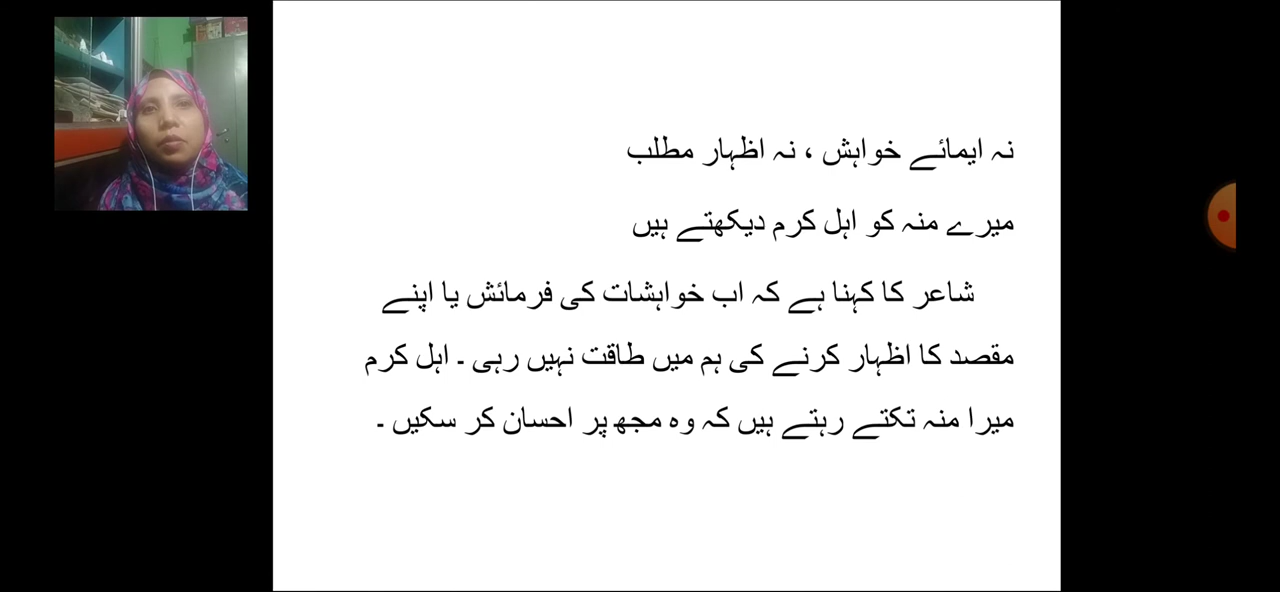 نہ ایمائے خواہش ، نہ اظہار مطلب
میرے منہ کو اہل کرم دیکھتے ہیں
شاعر کا کہنا ہے کہ اب خواہشات کی فرمائش یا اپنے
مقصد کا اظہار کرنے کی ہم میں طاقت نہیں رہی ۔ اہل کرم
میرا منہ تکتے رہتے ہیں کہ وہ مجھ پر احسان کر سکیں ۔